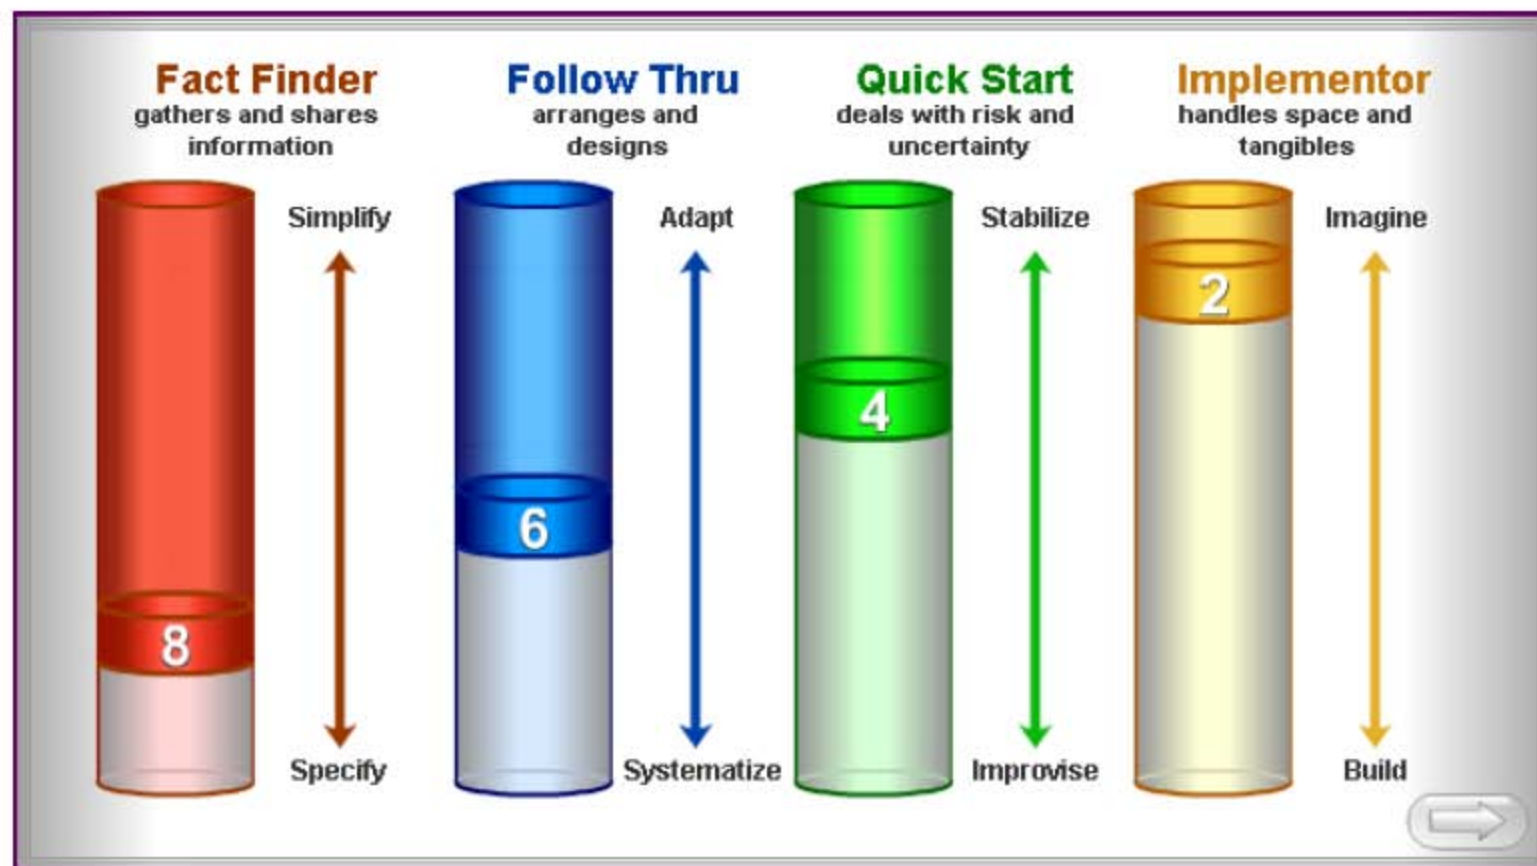 Fact Finder
gathers and shares
information
Simplify
8
Specify
Follow Thru
arranges and
designs
Adapt
6
Systematize
Quick Start
deals with risk and
uncertainty
Stabilize
4
Improvise
Implementor
handles space and
tangibles
Imagine
2
Build